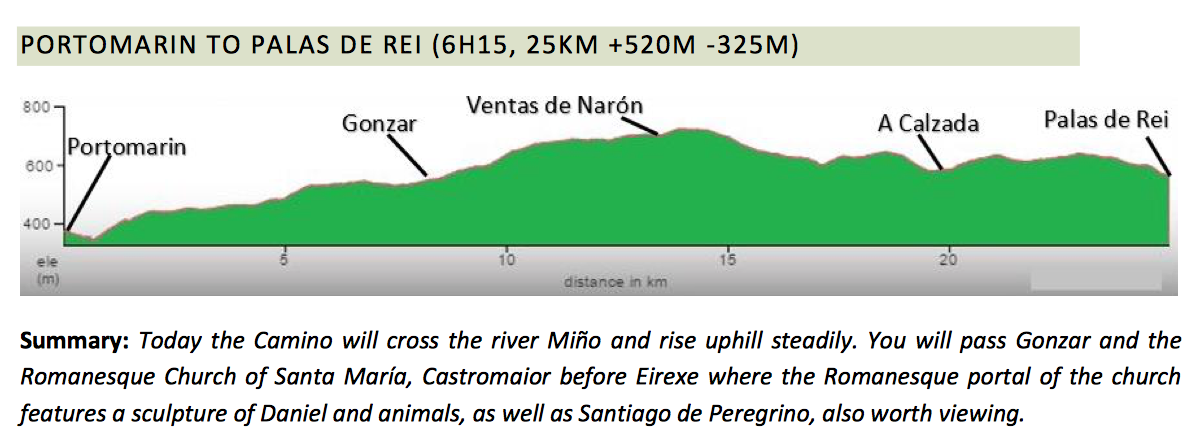 PORTOMARIN TO PALAS DE REI (6H15, 25KM +520M -325M)
800
600
400
ele
(m)
Portomarin
Gonzar
Ventas de Narón
A Calzada
Palas de Rei
5
10
15
20
distance in km
Summary: Today the Camino will cross the river Miño and rise uphill steadily. You will pass Gonzar and the
Romanesque Church of Santa María, Castromaior before Eirexe where the Romanesque portal of the church
features a sculpture of Daniel and animals, as well as Santiago de Peregrino, also worth viewing.